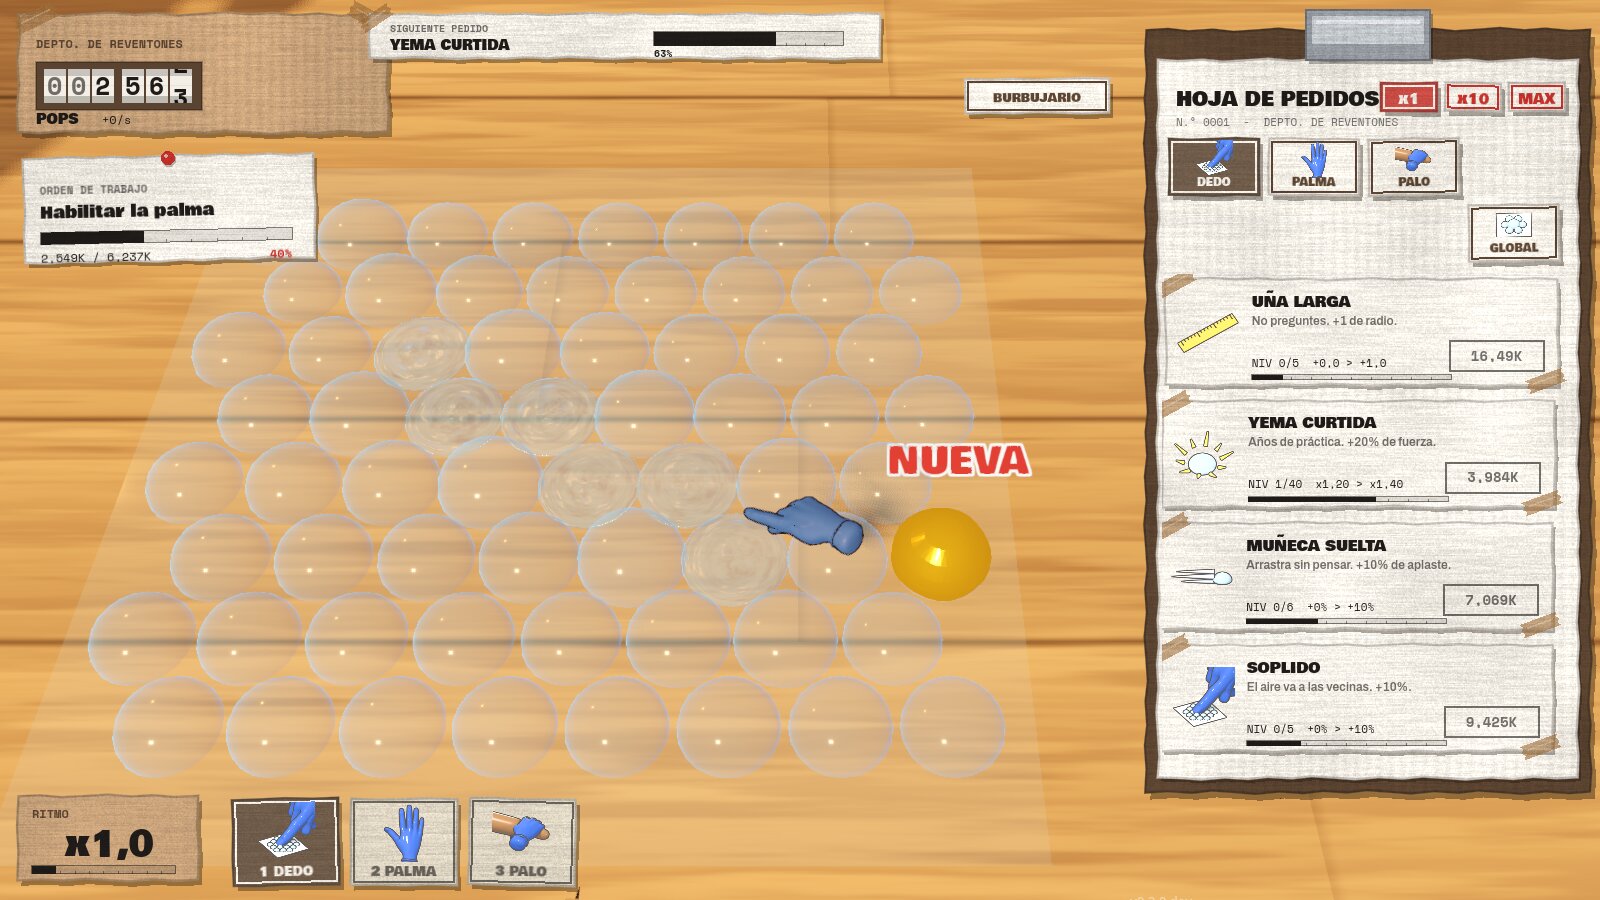 DEPTO. DE REVENTONES
002 56
POPS +0/s
SIGUIENTE PEDIDO
YEMA CURTIDA
63%
BURBUJARIO
ORDEN DE TRABAJO
Habilitar la palma
2,549K / 6,237K
40%
NUEVA
RITMO
x1,0
1 DEDO
2 PALMA
3 PALO
HOJA DE PEDIDOS
x1
x10
MAX
N.° 0001 - DEPTO. DE REVENTONES
DEDO
PALMA
PALO
GLOBAL
UÑA LARGA
No preguntes. +1 de radio.
NIV 0/5 +0,0 > +1,0
16,49K
YEMA CURTIDA
Años de práctica. +20% de fuerza.
NIV 1/40 x1,20 > x1,40
3,984K
MUÑECA SUELTA
Arrastra sin pensar. +10% de aplaste.
NIV 0/6 +0% > +10%
7,069K
SOPLIDO
El aire va a las vecinas. +10%.
NIV 0/5 +0% > +10%
9,425K